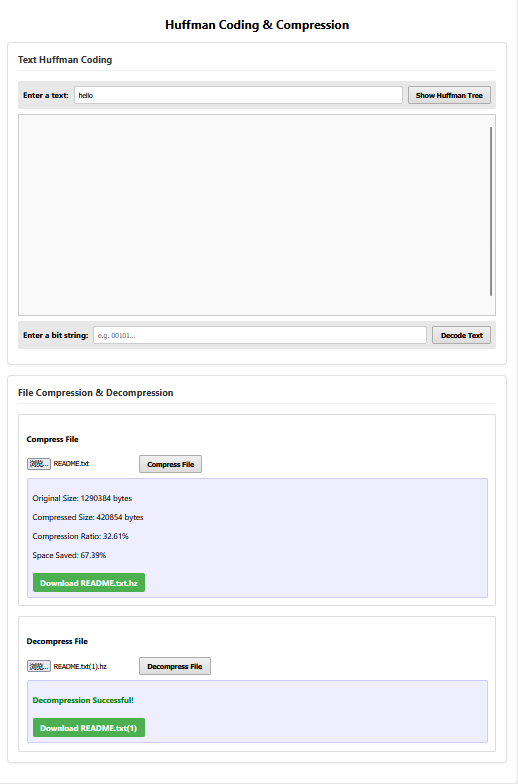 Huffman Coding & Compression
Text Huffman Coding
Enter a text: hello Show Huffman Tree
Enter a bit string: e.g. 00101... Decode Text
File Compression & Decompression
Compress File
浏览... README.txt Compress File
Original Size: 1290384 bytes
Compressed Size: 420854 bytes
Compression Ratio: 32.61%
Space Saved: 67.39%
Download README.txt.hz
Decompress File
浏览... README.txt(1).hz Decompress File
Decompression Successful!
Download README.txt(1)